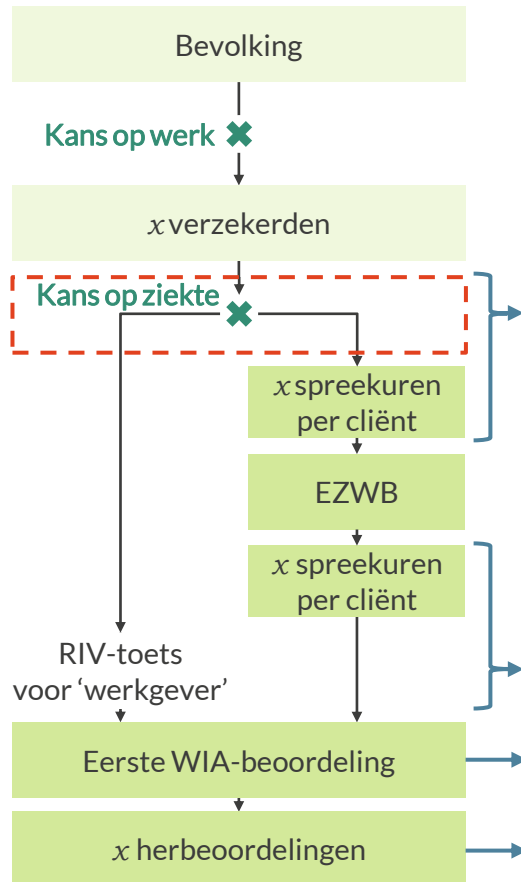 Bevolking
Kans op werk
x verzekerden
Kans op ziekte
x spreekuren
per cliënt
EZWB
x spreekuren
per cliënt
RIV-toets
voor ‘werkgever’
Eerste WIA-beoordeling
x herbeoordelingen